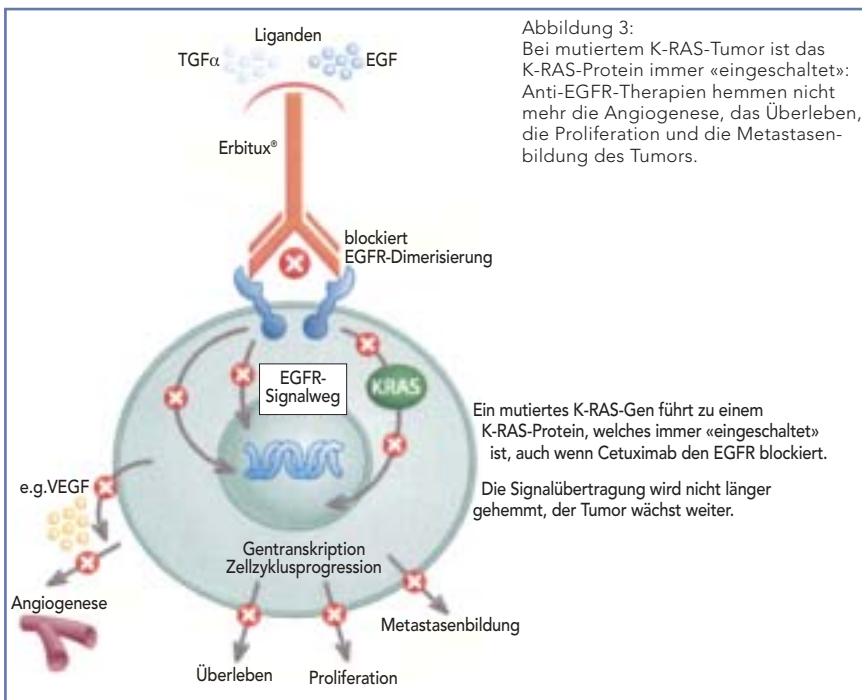 Abbildung 3:
Bei mutiertem K-RAS-Tumor ist das
K-RAS-Protein immer «eingeschaltet»:
Anti-EGFR-Therapien hemmen nicht
mehr die Angiogenese, das Überleben,
die Proliferation und die Metastasen-
bildung des Tumors.
Liganden
TGFα
EGF
Erbitux®
blockiert
EGFR-Dimerisierung
EGFR-
Signalweg
KRAS
Ein mutiertes K-RAS-Gen führt zu einem
K-RAS-Protein, welches immer «eingeschaltet»
ist, auch wenn Cetuximab den EGFR blockiert.
Die Signalübertragung wird nicht länger
gehemmt, der Tumor wächst weiter.
e.g.VEGF
Gentranskription
Zellzyklusprogression
Angiogenese
Metastasenbildung
Überleben
Proliferation